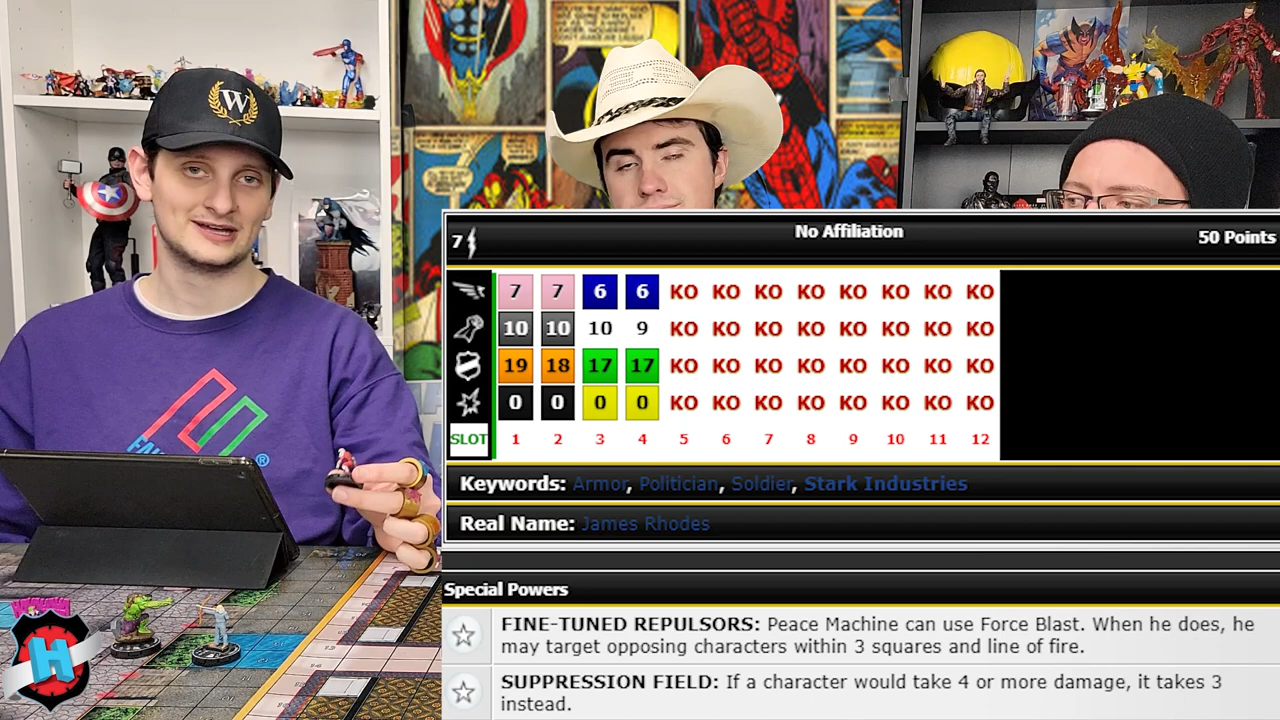 W
7
No Affiliation
50 Points
7 7 6 6 KO KO KO KO KO KO KO KO
10 10 10 9 KO KO KO KO KO KO KO KO
19 18 17 17 KO KO KO KO KO KO KO KO
0 0 0 0 KO KO KO KO KO KO KO KO
SLOT 1 2 3 4 5 6 7 8 9 10 11 12
Keywords: Armor, Politician, Soldier, Stark Industries
Real Name: James Rhodes
Special Powers
FINE-TUNED REPULSORS: Peace Machine can use Force Blast. When he does, he
may target opposing characters within 3 squares and line of fire.
SUPPRESSION FIELD: If a character would take 4 or more damage, it takes 3
instead.
H